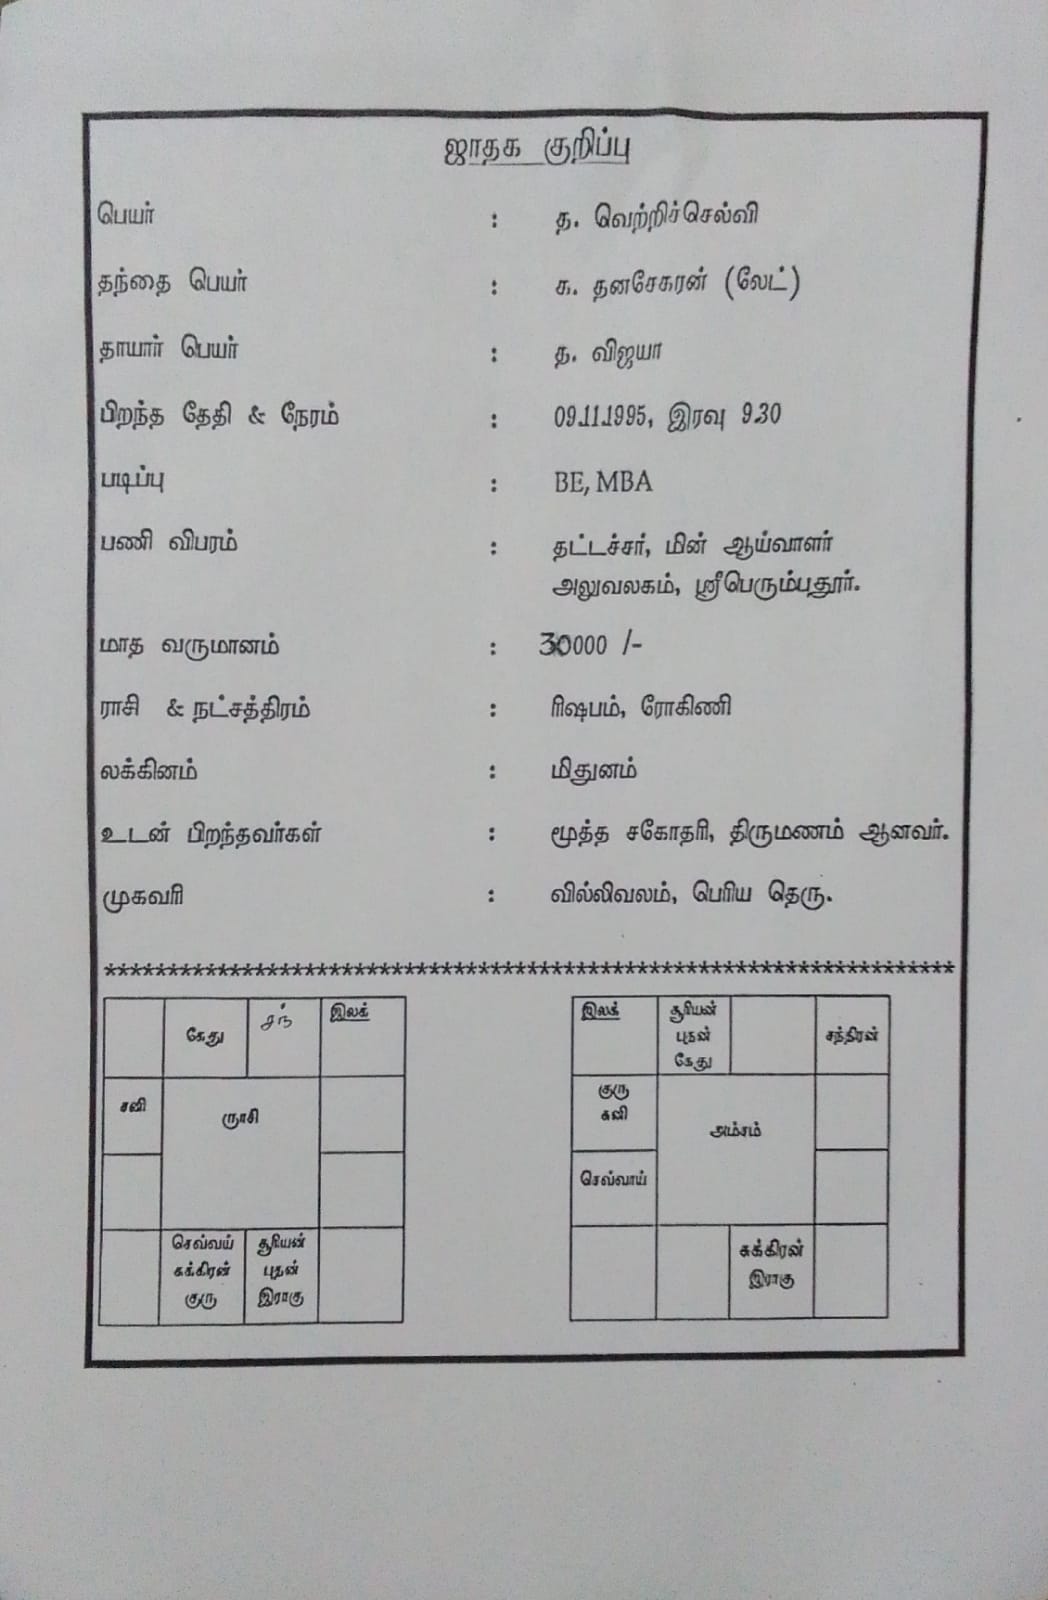 ஜாதக குறிப்பு
பெயர் : த. வெற்றிச்செல்வி
தந்தை பெயர் : க. தனசேகரன் (லேட்)
தாயார் பெயர் : த. விஜயா
பிறந்த தேதி & நேரம் : 09.11.1995, இரவு 9.30
படிப்பு : BE, MBA
பணி விபரம் : தட்டச்சர், மின் ஆய்வாளர்
அலுவலகம், ஸ்ரீபெரும்புதூர்.
மாத வருமானம் : 30000 /-
ராசி & நட்சத்திரம் : ரிஷபம், ரோகிணி
லக்கினம் : மிதுனம்
உடன் பிறந்தவர்கள் : மூத்த சகோதரி, திருமணம் ஆனவர்.
முகவரி : வில்லிவலம், பெரிய தெரு.
*******************************************************************
கேது
சந்
இலக்
சனி
ராசி
செவ்வய்
சுக்கிரன்
குரு
சூரியன்
புதன்
இராகு
இலக்
சூரியன்
புதன்
கேது
சந்திரன்
குரு
சனி
அம்சம்
செவ்வாய்
சுக்கிரன்
இராகு